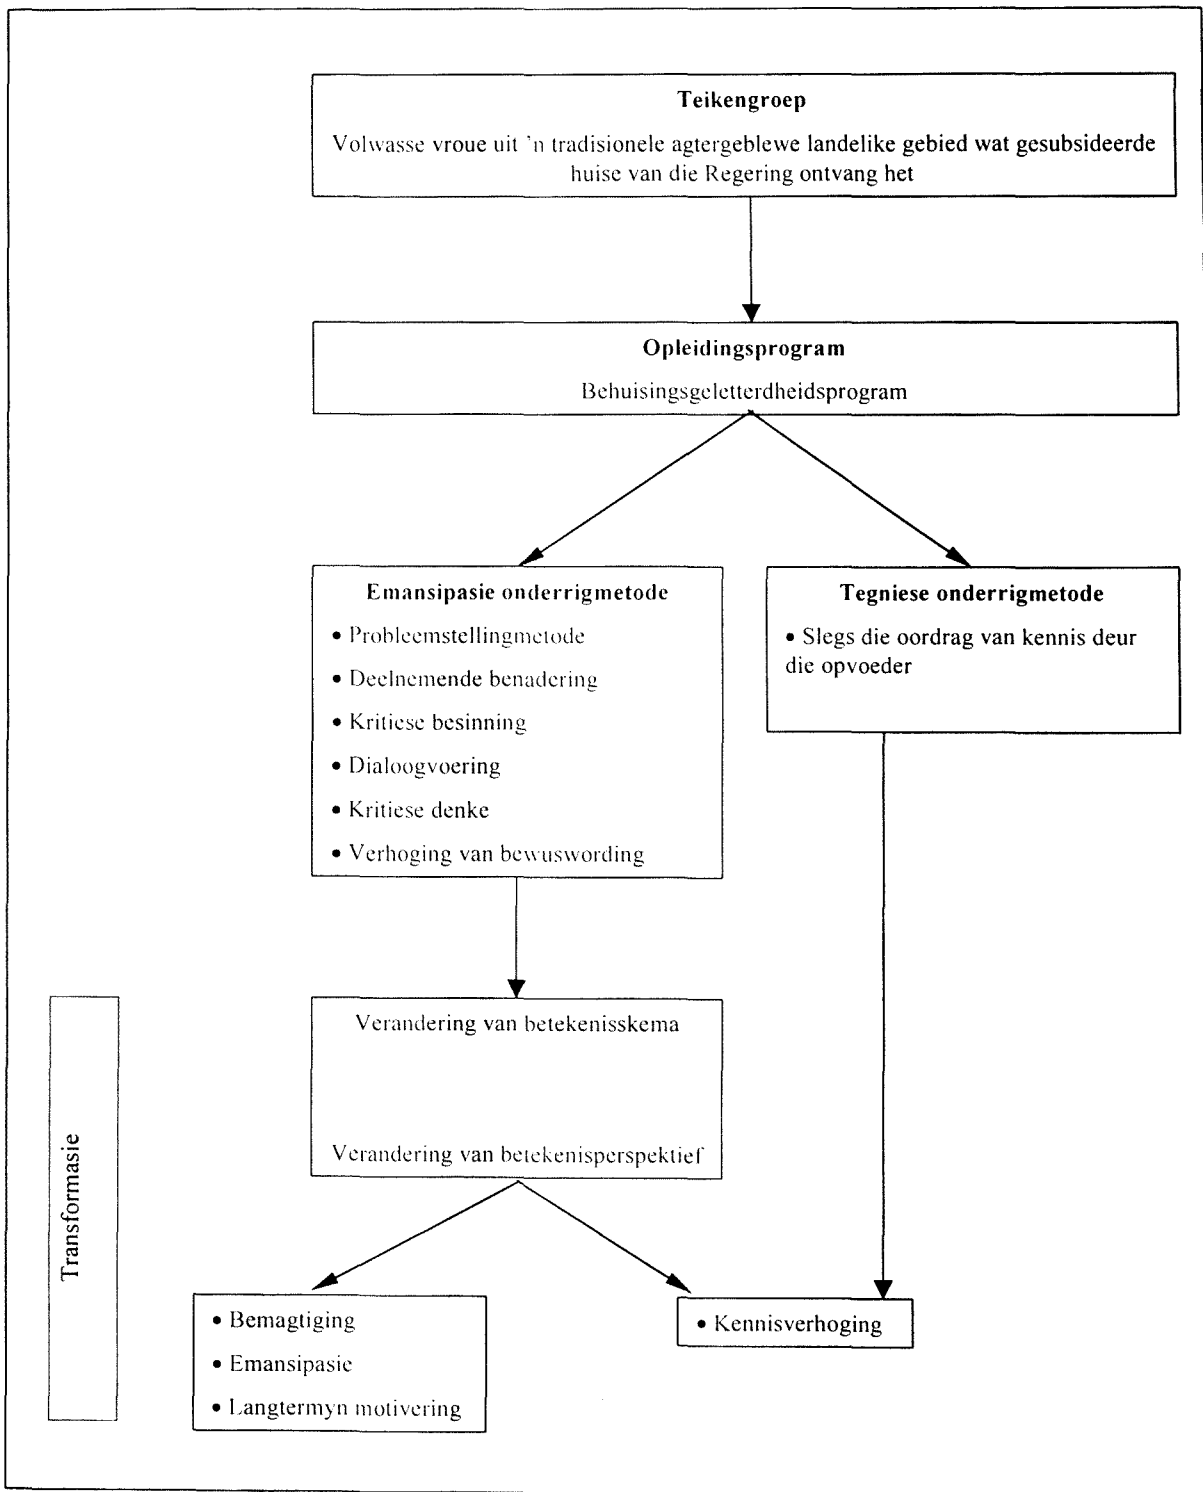 Teikengroep
Volwasse vroue uit 'n tradisionele agtergeblewe landelike gebied wat gesubsideerde
huise van die Regering ontvang het
Opleidingsprogram
Behuisingsgeletterdheidsprogram
Emansipasie onderrigmetode
• Probleemstellingmetode
• Deelnemende benadering
• Kritiese besinning
• Dialoogvoering
• Kritiese denke
• Verhoging van bewuswording
Tegniese onderrigmetode
• Slegs die oordrag van kennis deur
die opvoeder
Transformasie
Verandering van betekenisskema
Verandering van betekenisperspektief
• Bemagtiging
• Emansipasie
• Langtermyn motivering
• Kennisverhoging